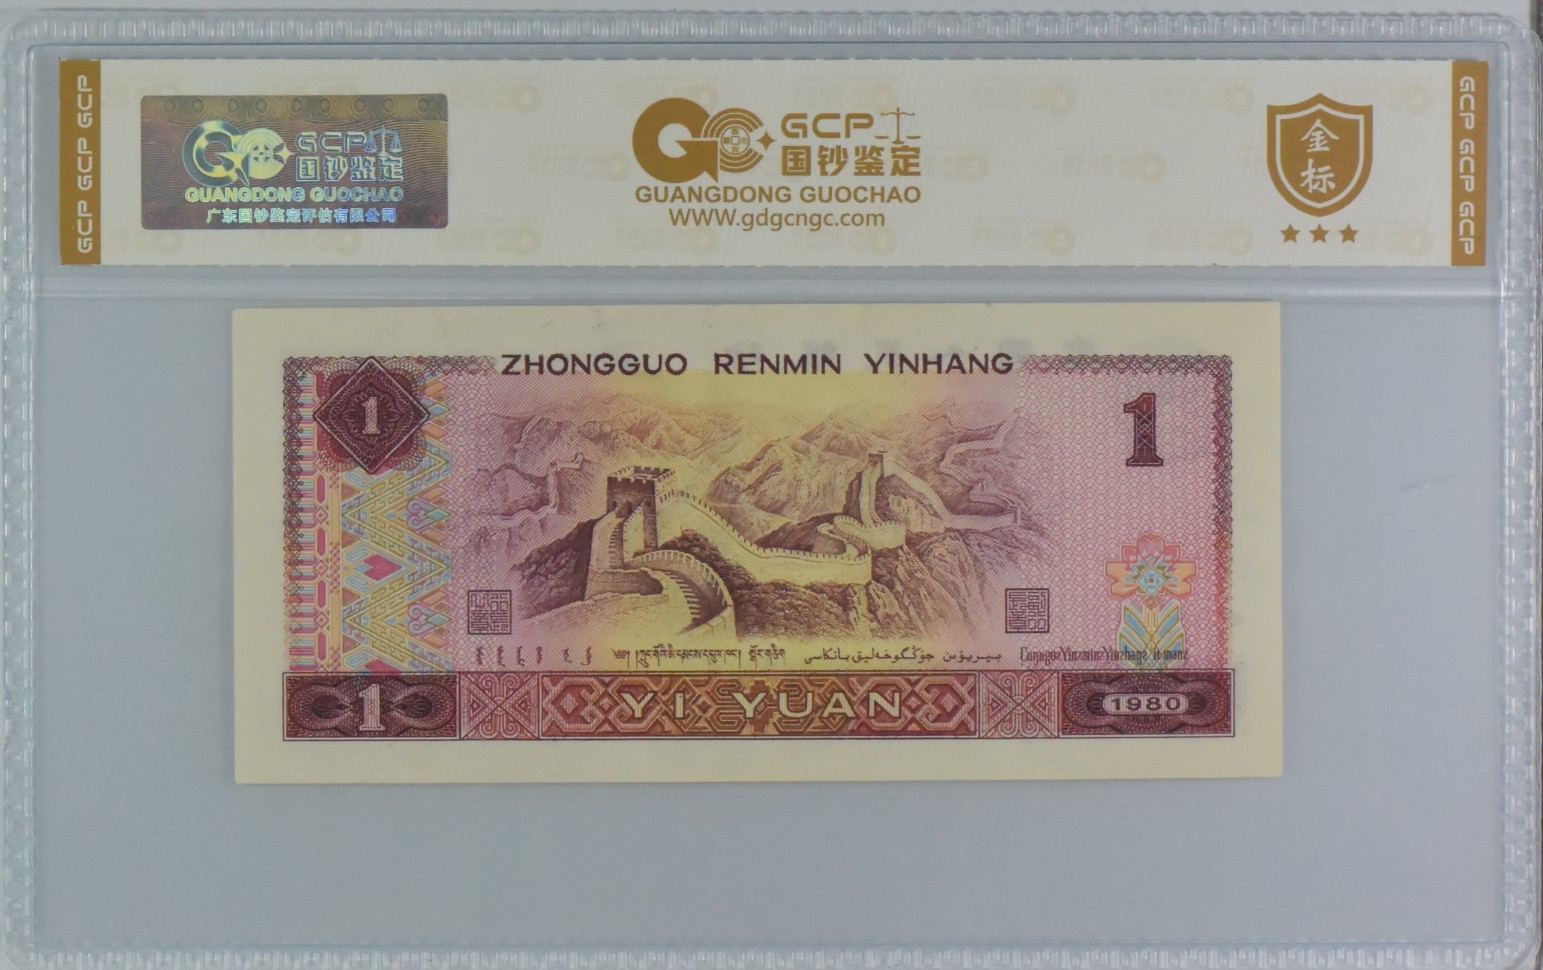 GCP GCP GCP
GCP
国钞鉴定
GUANGDONG GUOCHAO
广东国钞鉴定评估有限公司
GCP
国钞鉴定
GUANGDONG GUOCHAO
WWW.gdgcngc.com
金标
GCP GCP GCP
ZHONGGUO RENMIN YINHANG
1
1
YI YUAN
1
1980